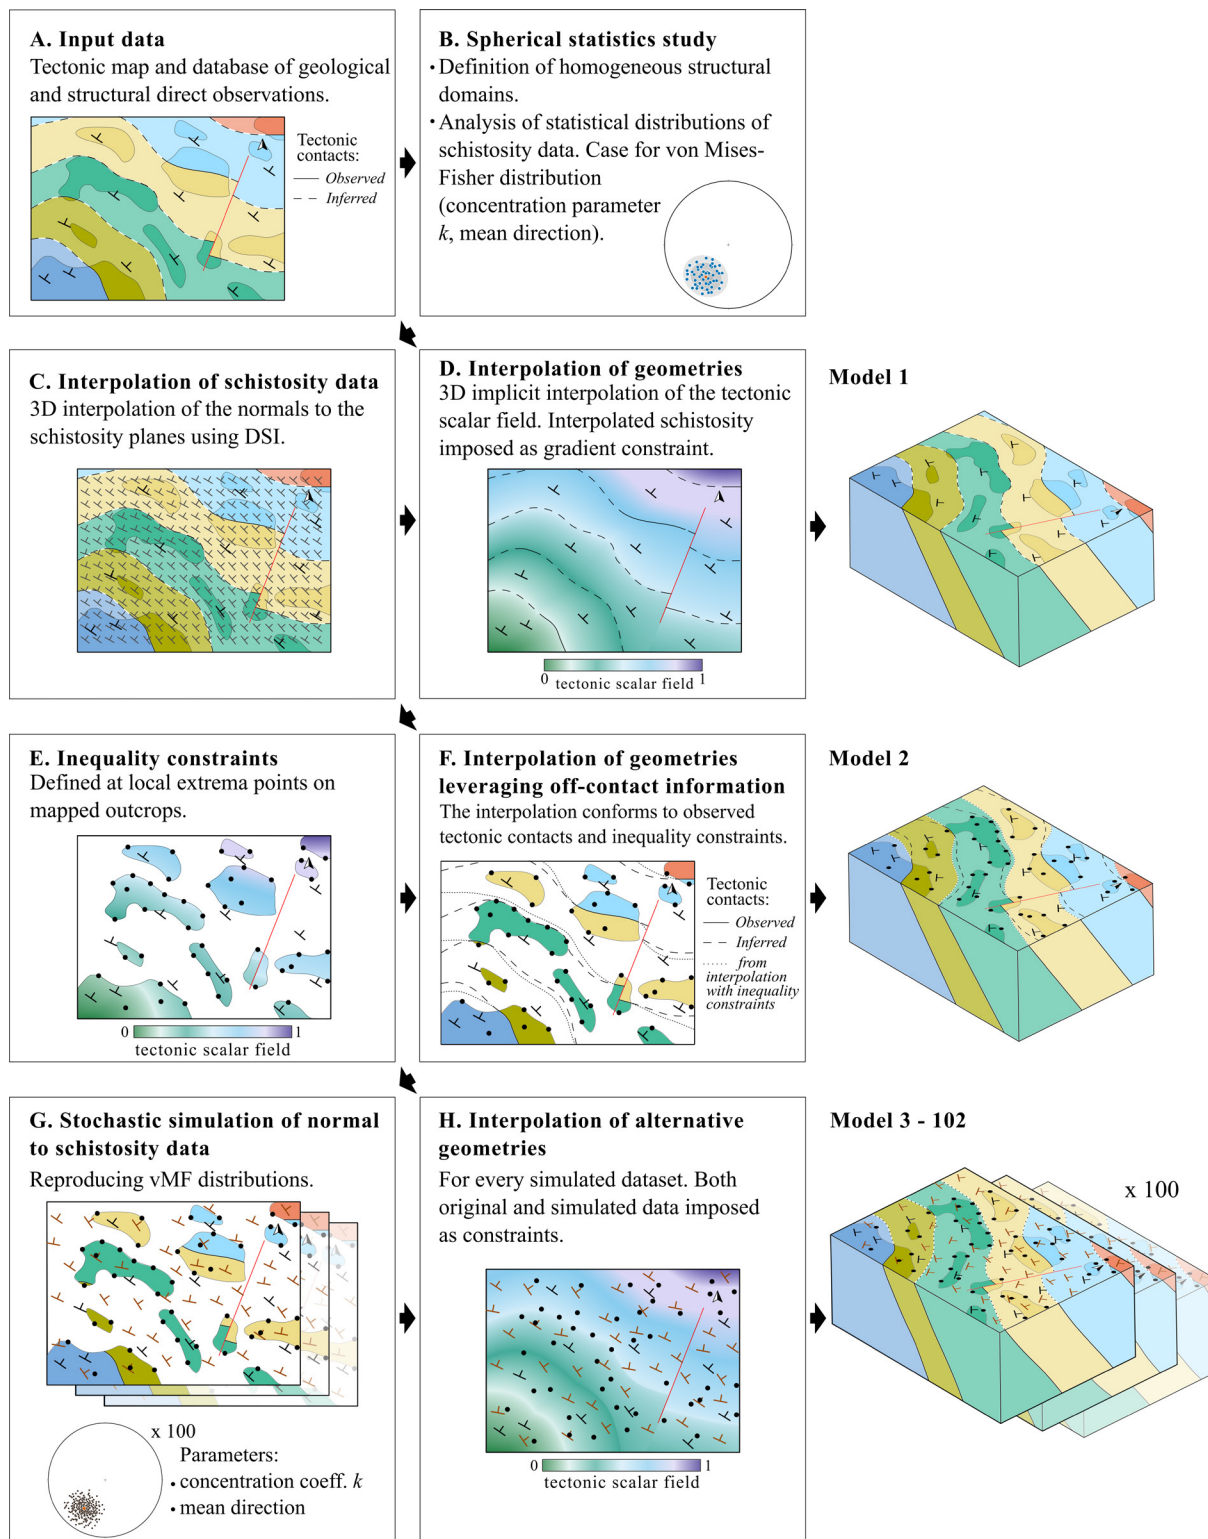 A. Input data
Tectonic map and database of geological
and structural direct observations.
Tectonic
contacts:
Observed
Inferred
B. Spherical statistics study
• Definition of homogeneous structural
domains.
• Analysis of statistical distributions of
schistosity data. Case for von Mises-
Fisher distribution
(concentration parameter
k, mean direction).
C. Interpolation of schistosity data
3D interpolation of the normals to the
schistosity planes using DSI.
D. Interpolation of geometries
3D implicit interpolation of the tectonic
scalar field. Interpolated schistosity
imposed as gradient constraint.
0 1
tectonic scalar field
Model 1
E. Inequality constraints
Defined at local extrema points on
mapped outcrops.
0 1
tectonic scalar field
F. Interpolation of geometries
leveraging off-contact information
The interpolation conforms to observed
tectonic contacts and inequality constraints.
Tectonic
contacts:
Observed
Inferred
from
interpolation
with inequality
constraints
Model 2
G. Stochastic simulation of normal
to schistosity data
Reproducing vMF distributions.
x 100
Parameters:
• concentration coeff. k
• mean direction
H. Interpolation of alternative
geometries
For every simulated dataset. Both
original and simulated data imposed
as constraints.
0 1
tectonic scalar field
Model 3 - 102
x 100